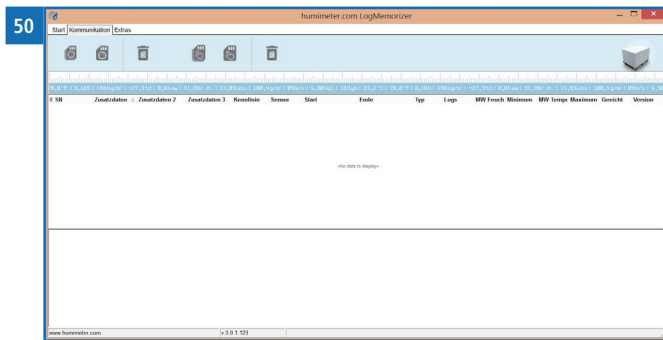 50
humimeter.com LogMemorizer
Start Kommunikation Extras
SN Zusatzdaten Zusatzdaten 2 Zusatzdaten 3 Kennlinie Sensor Start Ende Typ Logs MW Feuch Minimum MW Tempe Maximum Gereicht Version
<No data to display>
www.humimeter.com v 3.0.1.123